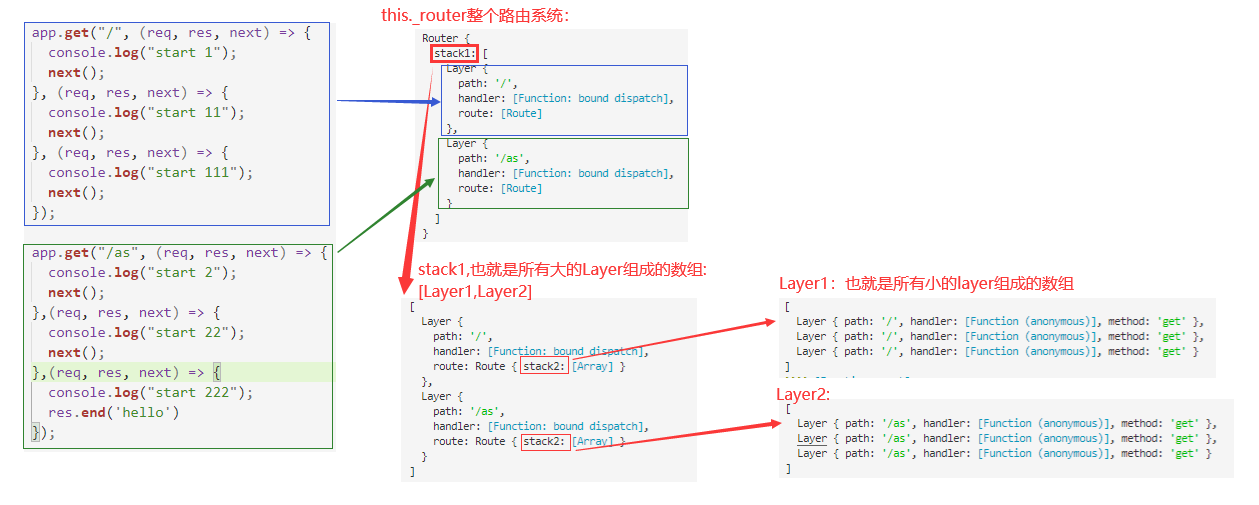 app.get("/", (req, res, next) => {
console.log("start 1");
next();
}, (req, res, next) => {
console.log("start 11");
next();
}, (req, res, next) => {
console.log("start 111");
next();
});
app.get("/as", (req, res, next) => {
console.log("start 2");
next();
},(req, res, next) => {
console.log("start 22");
next();
},(req, res, next) => {
console.log("start 222");
res.end('hello')
});
this._router整个路由系统:
Router {
stack1: [
Layer {
path: '/',
handler: [Function: bound dispatch],
route: [Route]
},
Layer {
path: '/as',
handler: [Function: bound dispatch],
route: [Route]
}
]
}
stack1,也就是所有大的Layer组成的数组:
[Layer1,Layer2]
[
Layer {
path: '/',
handler: [Function: bound dispatch],
route: Route { stack2: [Array] }
},
Layer {
path: '/as',
handler: [Function: bound dispatch],
route: Route { stack2: [Array] }
}
]
Layer1：也就是所有小的layer组成的数组
[
Layer { path: '/', handler: [Function (anonymous)], method: 'get' },
Layer { path: '/', handler: [Function (anonymous)], method: 'get' },
Layer { path: '/', handler: [Function (anonymous)], method: 'get' }
]
Layer2:
[
Layer { path: '/as', handler: [Function (anonymous)], method: 'get' },
Layer { path: '/as', handler: [Function (anonymous)], method: 'get' },
Layer { path: '/as', handler: [Function (anonymous)], method: 'get' }
]